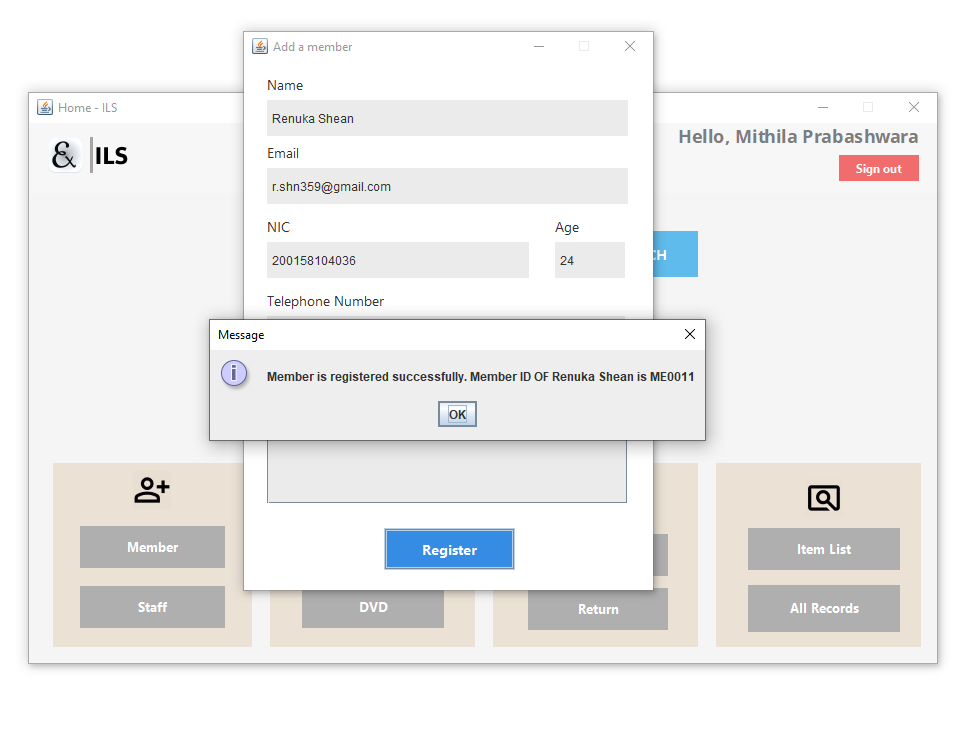 Add a member
Name
Renuka Shean
Email
r.shn359@gmail.com
NIC
Age
200158104036
24
Telephone Number
Message
Member is registered successfully. Member ID OF Renuka Shean is ME0011
OK
Register
Home - ILS
ILS
Hello, Mithila Prabashwara
Sign out
CH
Member
Staff
DVD
Return
Item List
All Records